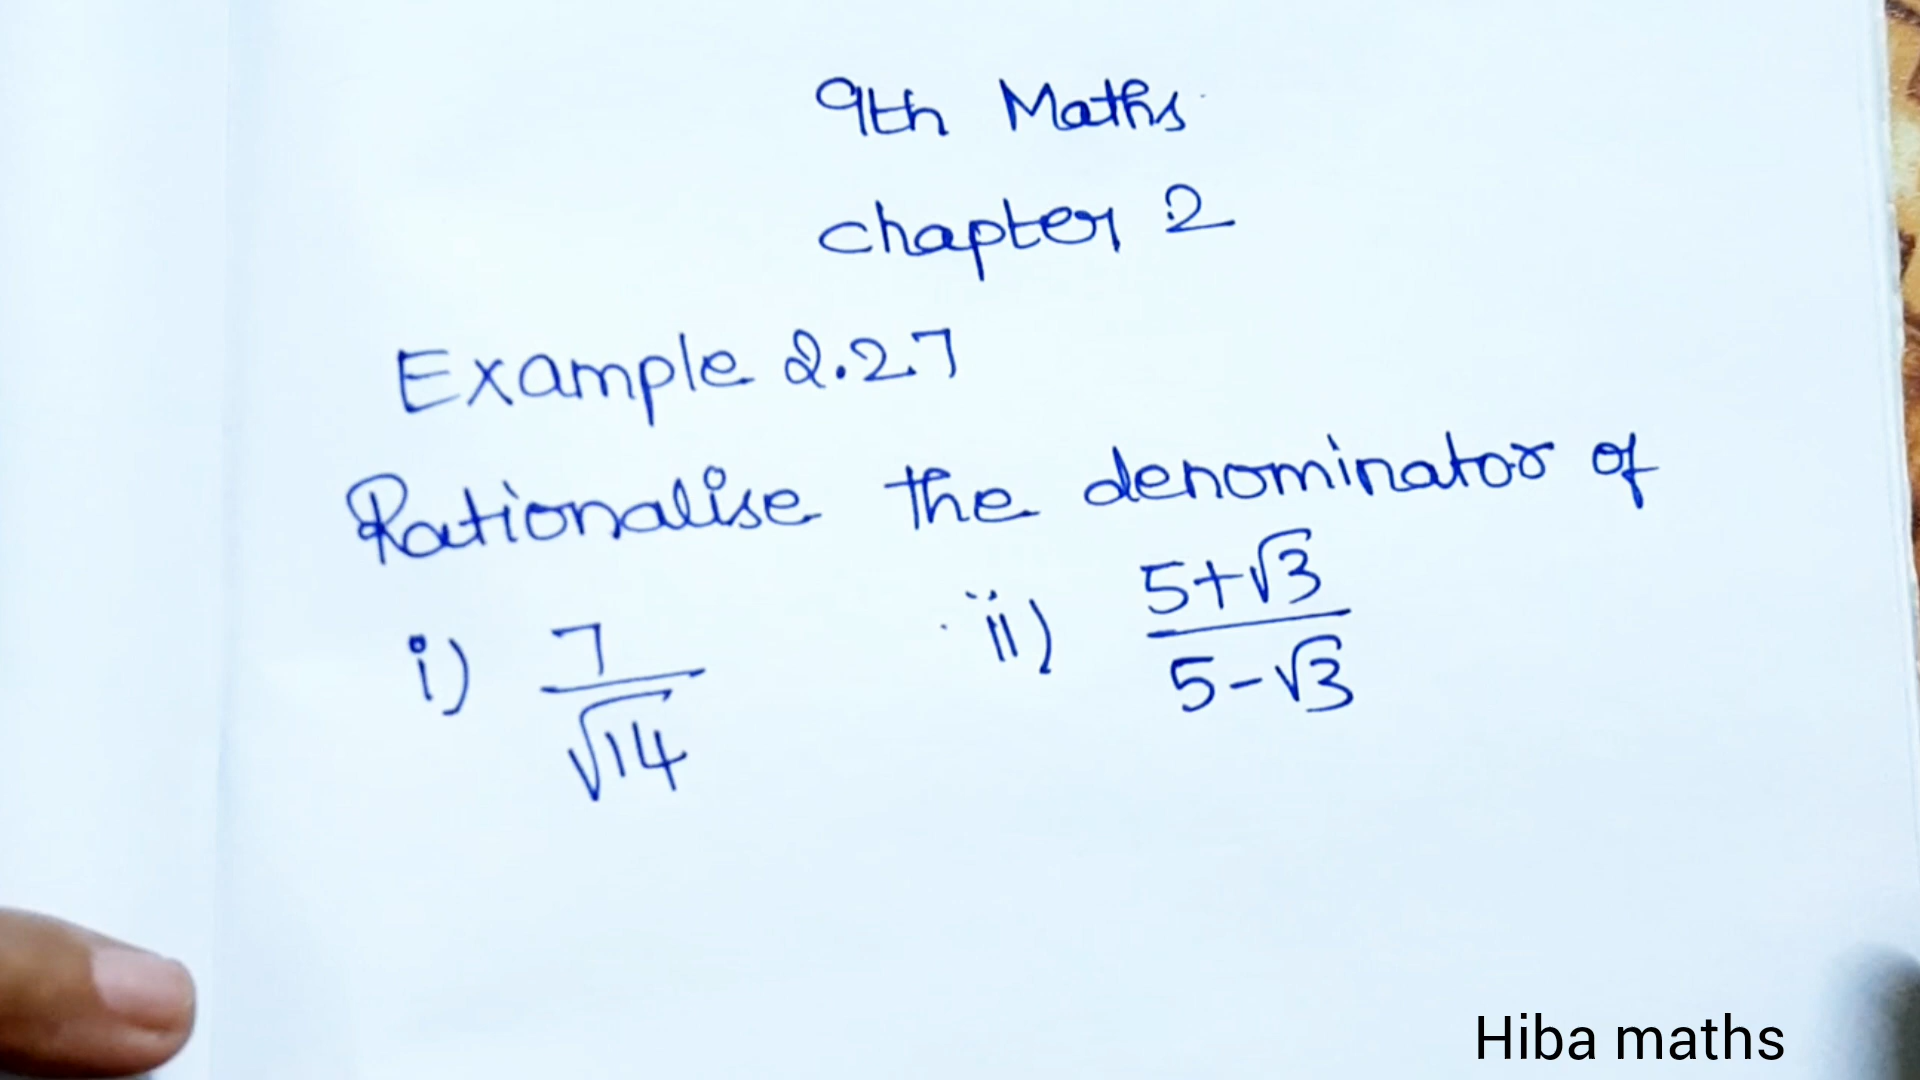 9th Maths
chapter 2
Example 2.27
Rationalise the denominator of
i) 7/√14 ii) 5+√3/5-√3
Hiba maths